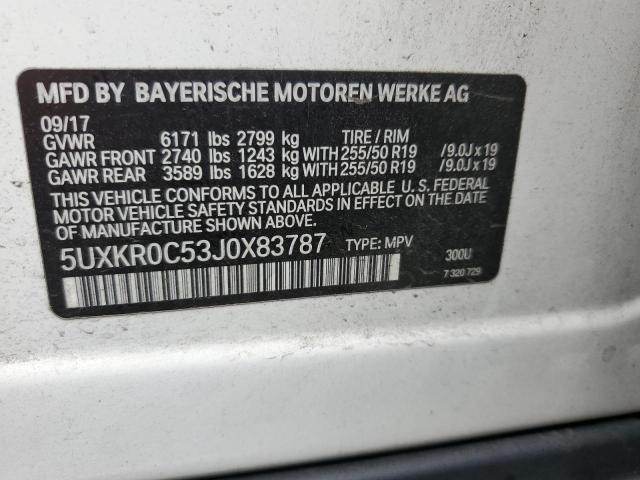 MFD BY BAYERISCHE MOTOREN WERKE AG
09/17
GVWR 6171 lbs 2799 kg TIRE / RIM
GAWR FRONT 2740 lbs 1243 kg WITH 255/50 R19 /9.0J x 19
GAWR REAR 3589 lbs 1628 kg WITH 255/50 R19 /9.0J x 19
THIS VEHICLE CONFORMS TO ALL APPLICABLE U. S. FEDERAL
MOTOR VEHICLE SAFETY STANDARDS IN EFFECT ON THE DATE OF
MANUFACTURE SHOWN ABOVE.
5UXKR0C53J0X83787 TYPE: MPV 300U
7 320 729